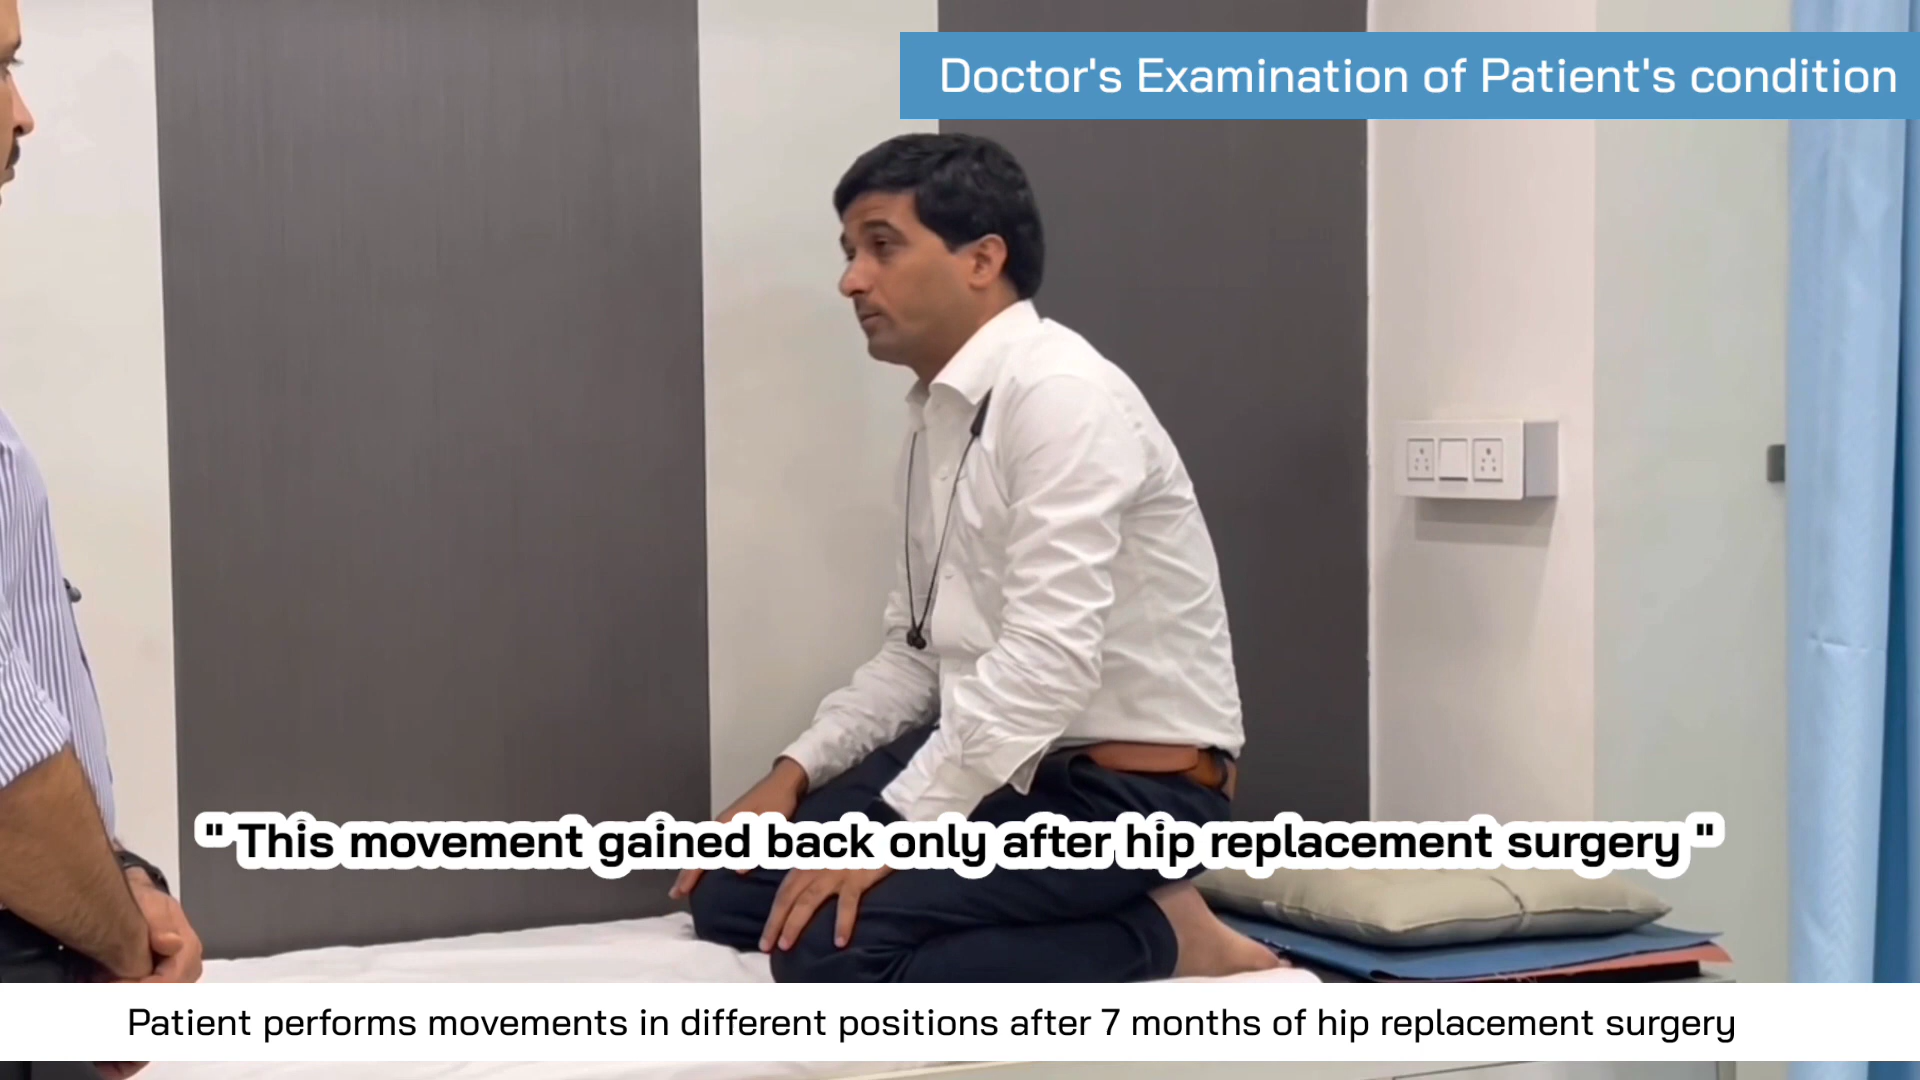 Doctor's Examination of Patient's condition
" This movement gained back only after hip replacement surgery "
Patient performs movements in different positions after 7 months of hip replacement surgery